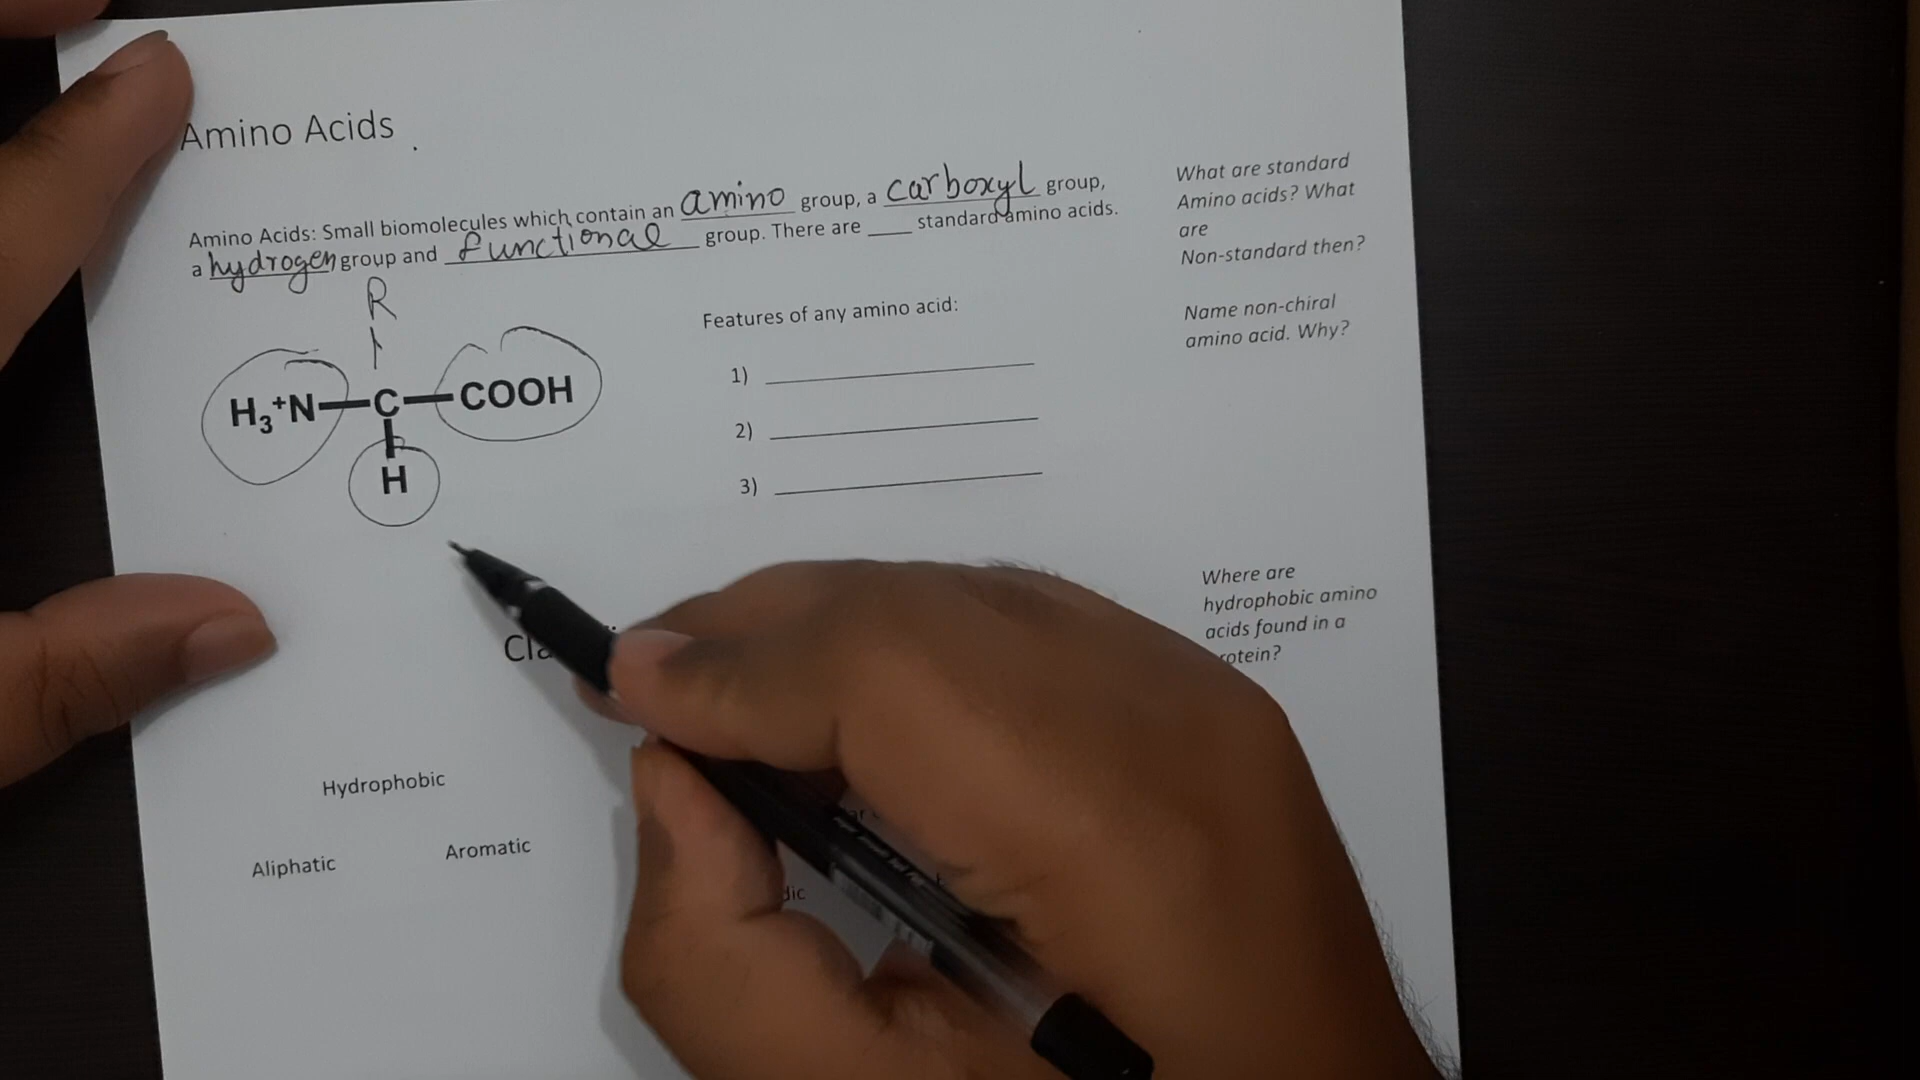 Amino Acids
Amino Acids: Small biomolecules which contain an amino group, a carboxyl group,
a hydrogen group and functional group. There are ____ standard amino acids.
R
H₃⁺N—C—COOH
H
Features of any amino acid:
1)
2)
3)
What are standard
Amino acids? What
are
Non-standard then?
Name non-chiral
amino acid. Why?
Where are
hydrophobic amino
acids found in a
Hydrophobic
Aliphatic
Aromatic